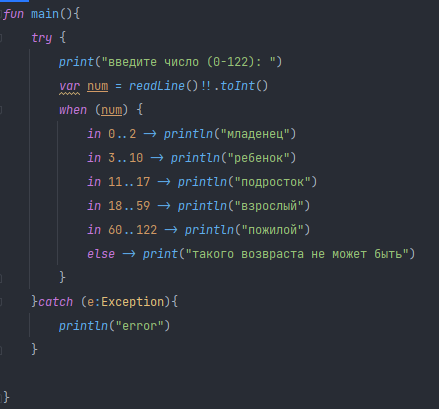 fun main(){
try {
print("введите число (0-122): ")
var num = readLine()!!.toInt()
when (num) {
in 0..2 -> println("младенец")
in 3..10 -> println("ребенок")
in 11..17 -> println("подросток")
in 18..59 -> println("взрослый")
in 60..122 -> println("пожилой")
else -> print("такого возвраста не может быть")
}
}catch (e:Exception){
println("error")
}
}